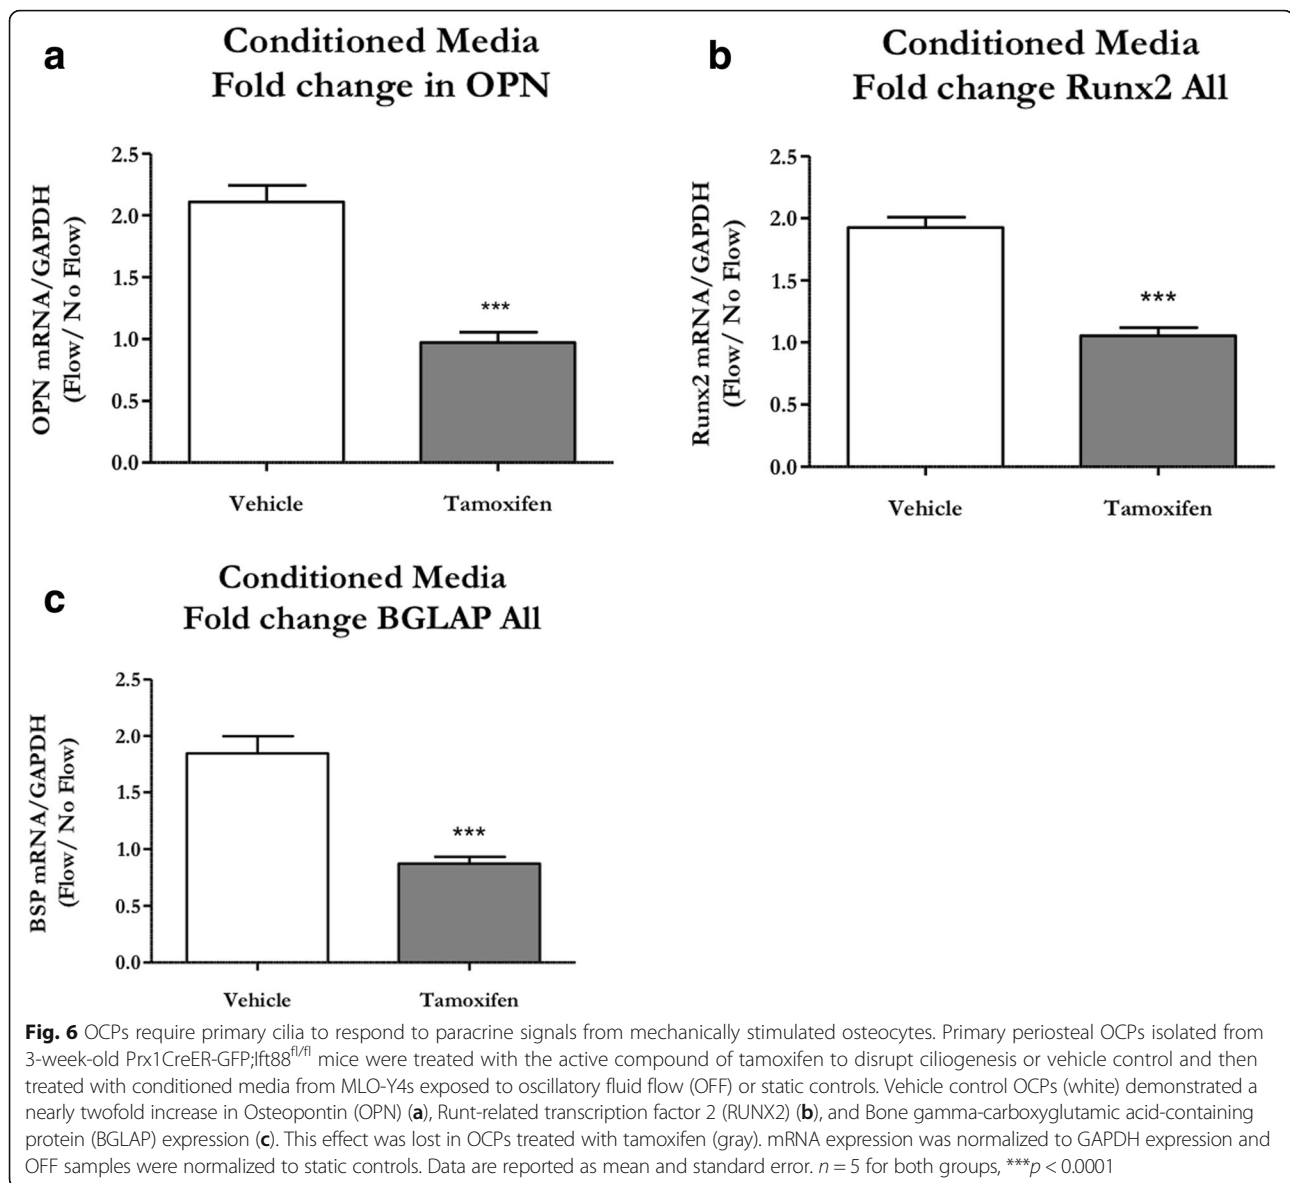 a
Conditioned Media
Fold change in OPN
OPN mRNA/GAPDH
(Flow/ No Flow)
2.5
2.0
1.5
1.0
0.5
0.0
***
Vehicle
Tamoxifen
b
Conditioned Media
Fold change Runx2 All
Runx2 mRNA/GAPDH
(Flow/ No Flow)
2.5
2.0
1.5
1.0
0.5
0.0
***
Vehicle
Tamoxifen
c
Conditioned Media
Fold change BGLAP All
BSP mRNA/GAPDH
(Flow/ No Flow)
2.5
2.0
1.5
1.0
0.5
0.0
***
Vehicle
Tamoxifen
Fig. 6 OCPs require primary cilia to respond to paracrine signals from mechanically stimulated osteocytes. Primary periosteal OCPs isolated from
3-week-old Prx1CreER-GFP;Ift88fl/fl mice were treated with the active compound of tamoxifen to disrupt ciliogenesis or vehicle control and then
treated with conditioned media from MLO-Y4s exposed to oscillatory fluid flow (OFF) or static controls. Vehicle control OCPs (white) demonstrated a
nearly twofold increase in Osteopontin (OPN) (a), Runt-related transcription factor 2 (RUNX2) (b), and Bone gamma-carboxyglutamic acid-containing
protein (BGLAP) expression (c). This effect was lost in OCPs treated with tamoxifen (gray). mRNA expression was normalized to GAPDH expression and
OFF samples were normalized to static controls. Data are reported as mean and standard error. n = 5 for both groups, ***p < 0.0001